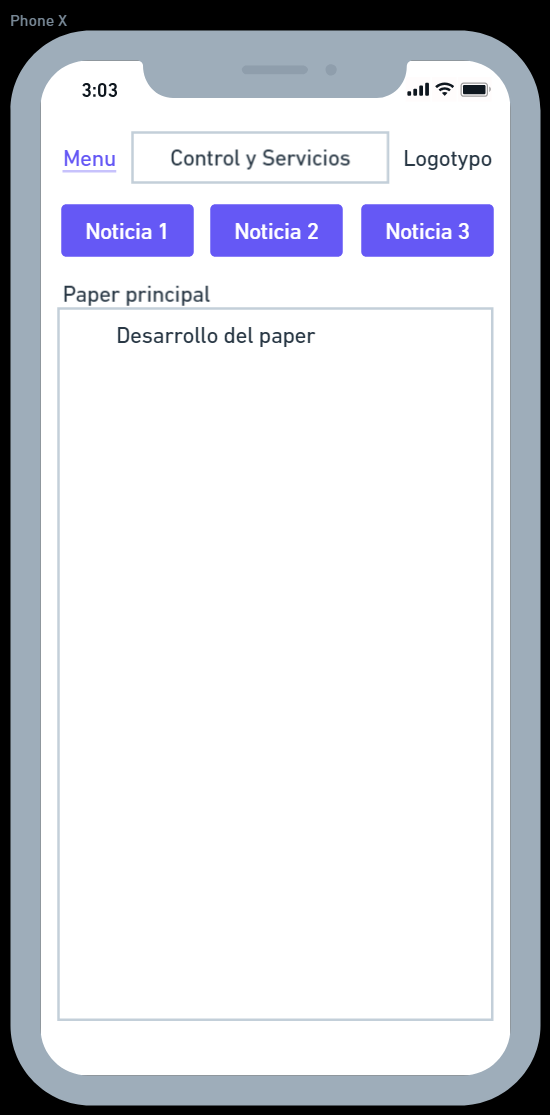 Phone X
3:03
Menu
Control y Servicios
Logotypo
Noticia 1
Noticia 2
Noticia 3
Paper principal
Desarrollo del paper